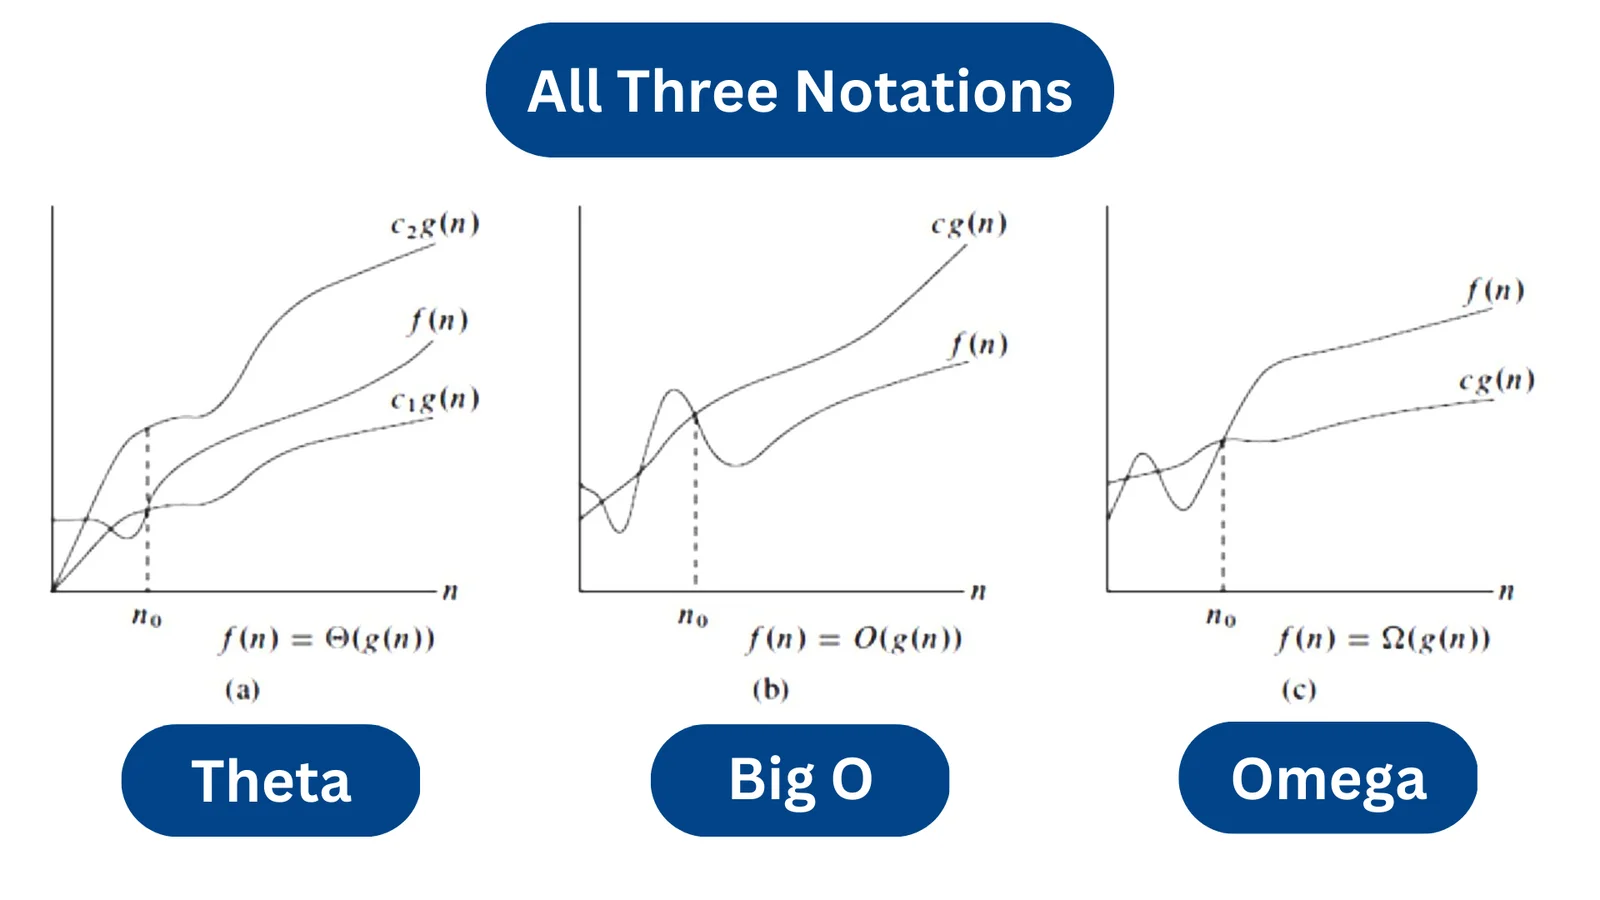 All Three Notations
c₂g(n)
f(n)
c₁g(n)
n
n₀
f(n) = Θ(g(n))
(a)
Theta
cg(n)
f(n)
n
n₀
f(n) = O(g(n))
(b)
Big O
f(n)
cg(n)
n
n₀
f(n) = Ω(g(n))
(c)
Omega